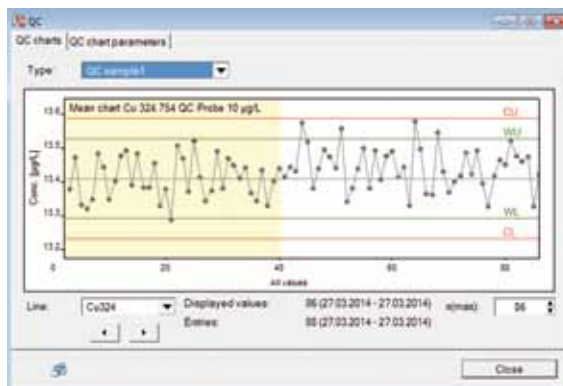 QC
QC charts QC chart parameters
Type: QC sample1
Mean chart Cu 324.754 QC Probe 10 µg/L
CU
WU
WL
CL
13.6
13.5
13.4
13.3
13.2
Conc. [µg/L]
0 20 40 60 80
All values
Line: Cu324 Displayed values: 86 (27.03.2014 - 27.03.2014) n(max): 86
Entries: 88 (27.03.2014 - 27.03.2014)
Close